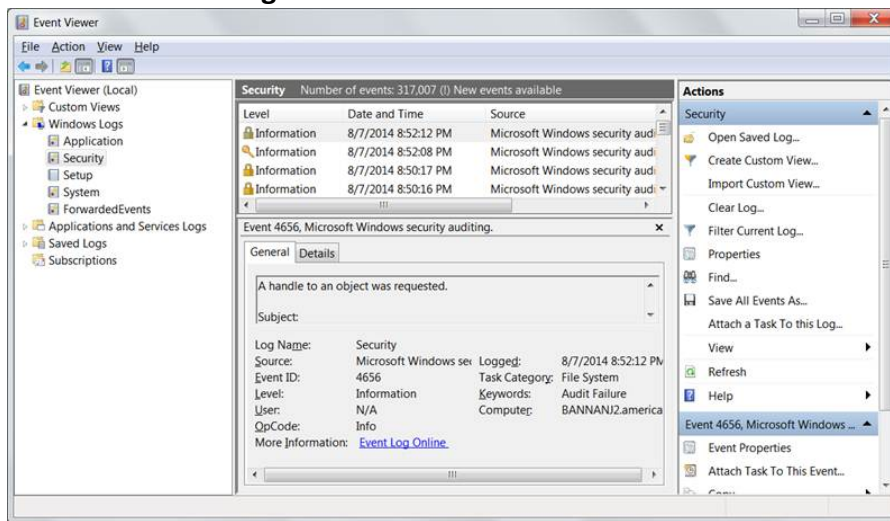 Event Viewer
File Action View Help
Event Viewer (Local)
Custom Views
Windows Logs
Application
Security
Setup
System
ForwardedEvents
Applications and Services Logs
Saved Logs
Subscriptions
Security Number of events: 317,007 (!) New events available
Level Date and Time Source
Information 8/7/2014 8:52:12 PM Microsoft Windows security audi
Information 8/7/2014 8:52:08 PM Microsoft Windows security audi
Information 8/7/2014 8:50:17 PM Microsoft Windows security audi
Information 8/7/2014 8:50:16 PM Microsoft Windows security audi
Event 4656, Microsoft Windows security auditing.
General Details
A handle to an object was requested.
Subject:
Log Name: Security
Source: Microsoft Windows sec Logged: 8/7/2014 8:52:12 PM
Event ID: 4656 Task Category: File System
Level: Information Keywords: Audit Failure
User: N/A Computer: BANNANJ2.america
OpCode: Info
More Information: Event Log Online
Actions
Security
Open Saved Log...
Create Custom View...
Import Custom View...
Clear Log...
Filter Current Log...
Properties
Find...
Save All Events As...
Attach a Task To this Log...
View
Refresh
Help
Event 4656, Microsoft Windows ...
Event Properties
Attach Task To This Event...